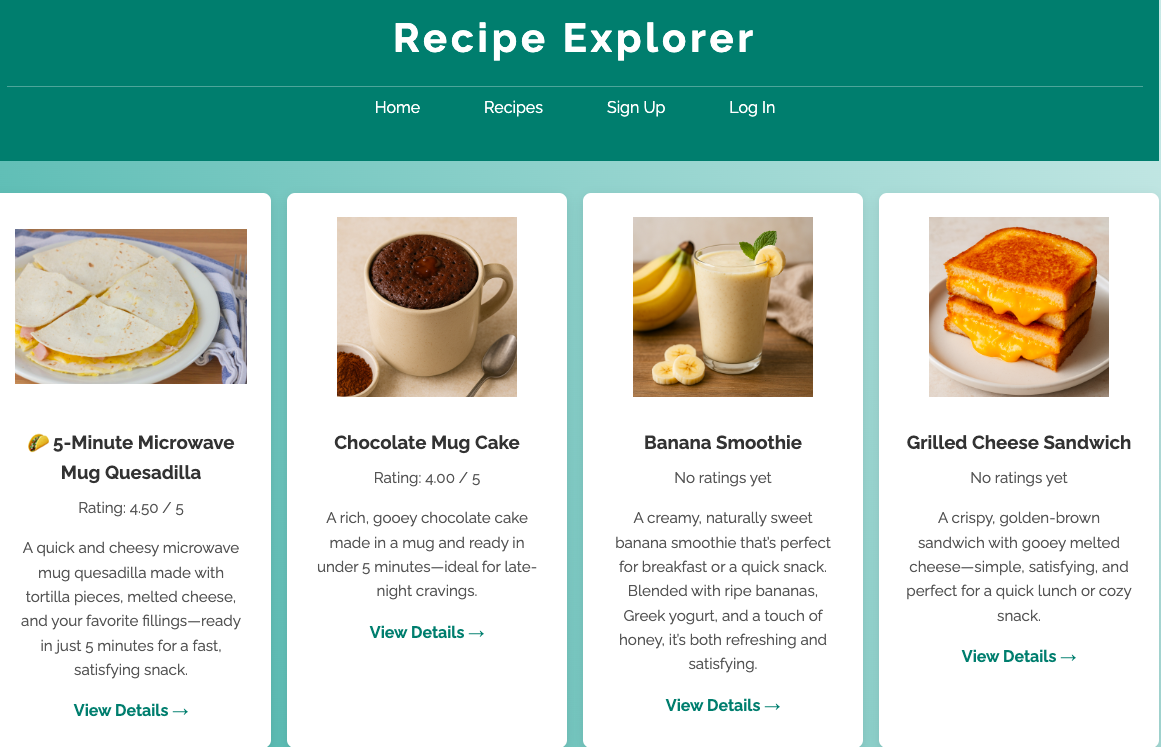 Recipe Explorer
Home Recipes Sign Up Log In
🌮 5-Minute Microwave
Mug Quesadilla
Rating: 4.50 / 5
A quick and cheesy microwave
mug quesadilla made with
tortilla pieces, melted cheese,
and your favorite fillings—ready
in just 5 minutes for a fast,
satisfying snack.
View Details →
Chocolate Mug Cake
Rating: 4.00 / 5
A rich, gooey chocolate cake
made in a mug and ready in
under 5 minutes—ideal for late-
night cravings.
View Details →
Banana Smoothie
No ratings yet
A creamy, naturally sweet
banana smoothie that's perfect
for breakfast or a quick snack.
Blended with ripe bananas,
Greek yogurt, and a touch of
honey, it's both refreshing and
satisfying.
View Details →
Grilled Cheese Sandwich
No ratings yet
A crispy, golden-brown
sandwich with gooey melted
cheese—simple, satisfying, and
perfect for a quick lunch or cozy
snack.
View Details →